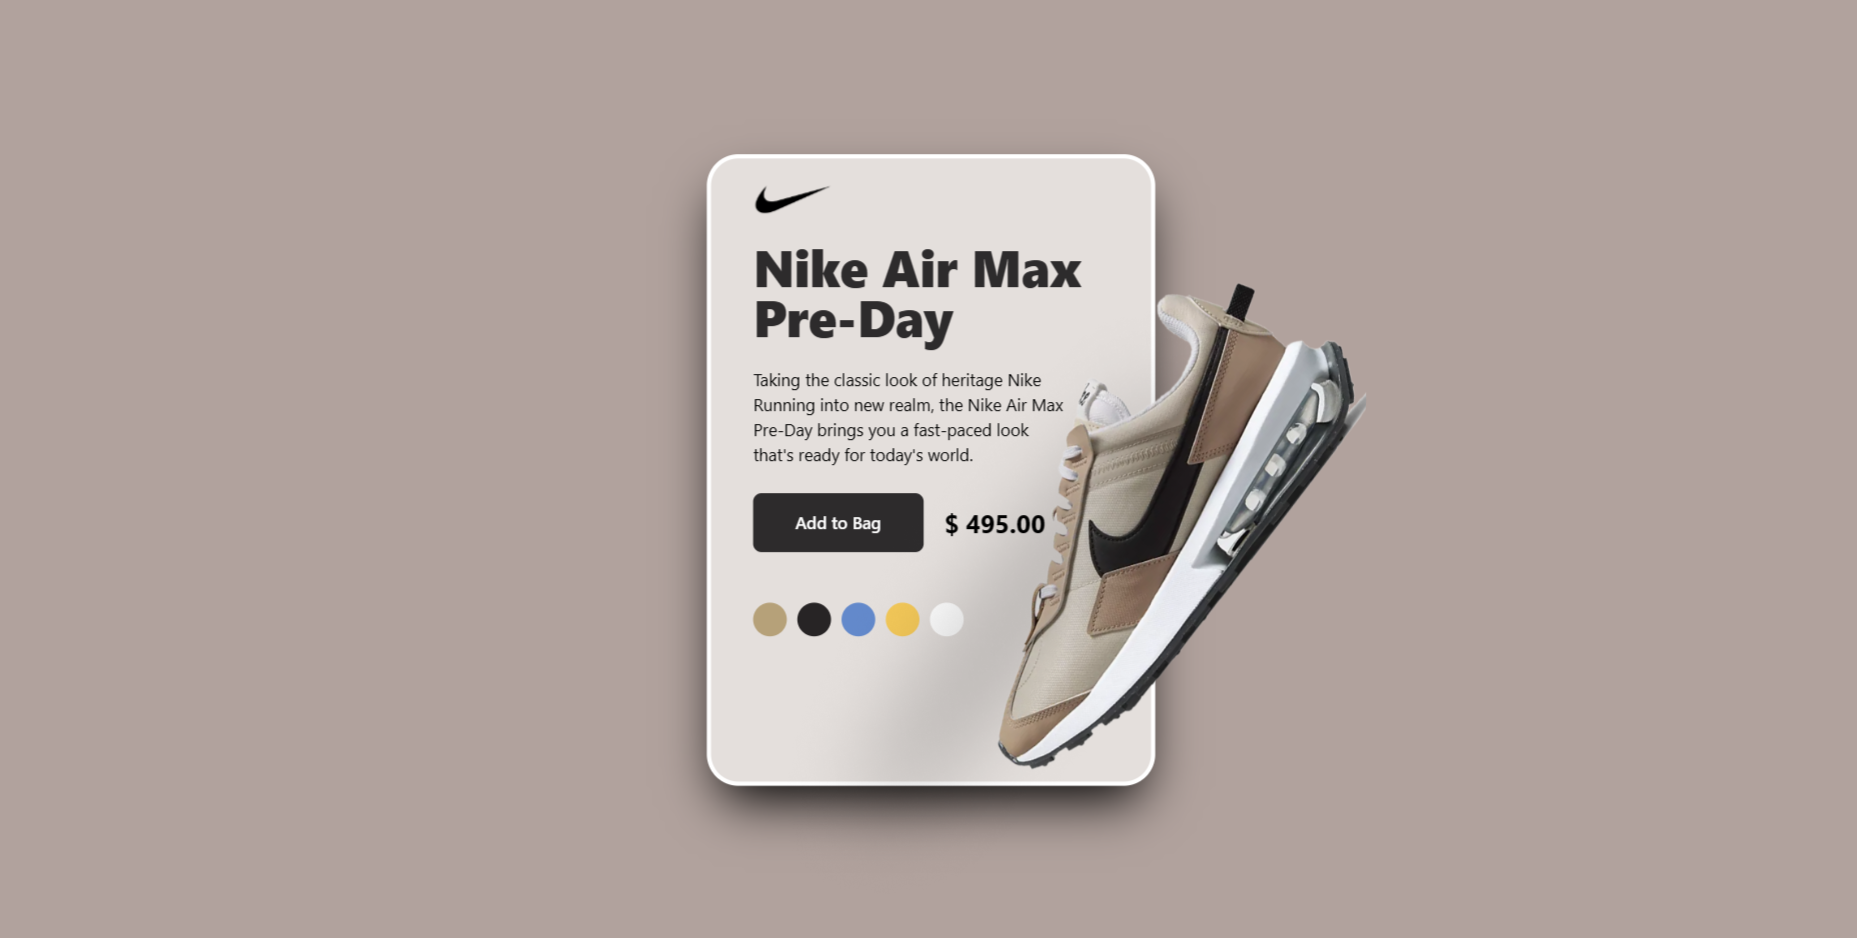 Nike Air Max
Pre-Day
Taking the classic look of heritage Nike
Running into new realm, the Nike Air Max
Pre-Day brings you a fast-paced look
that's ready for today's world.
Add to Bag
$ 495.00